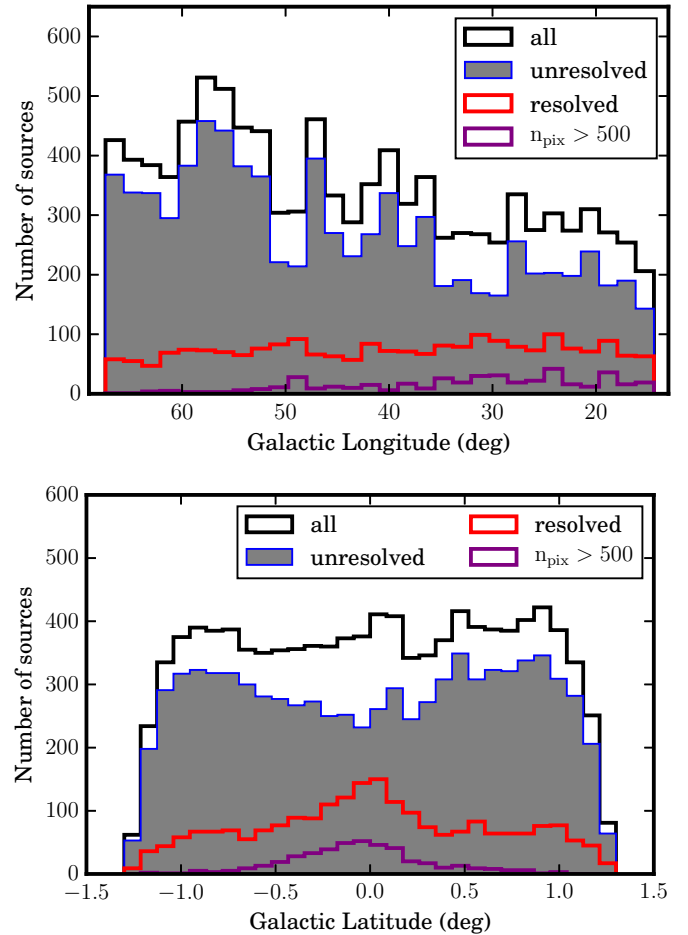 600
500
400
300
200
100
0
Number of sources
all
unresolved
resolved
n_pix > 500
60
50
40
30
20
Galactic Longitude (deg)
600
500
400
300
200
100
0
Number of sources
all
unresolved
resolved
n_pix > 500
−1.5
−1.0
−0.5
0.0
0.5
1.0
1.5
Galactic Latitude (deg)